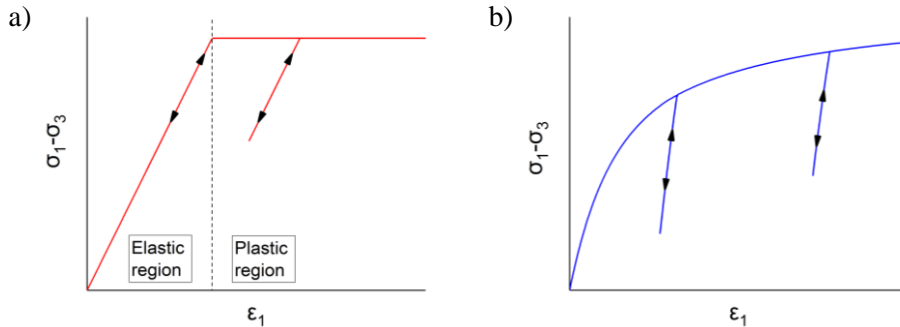 a)
σ₁-σ₃
Elastic
region
Plastic
region
ε₁
b)
σ₁-σ₃
ε₁